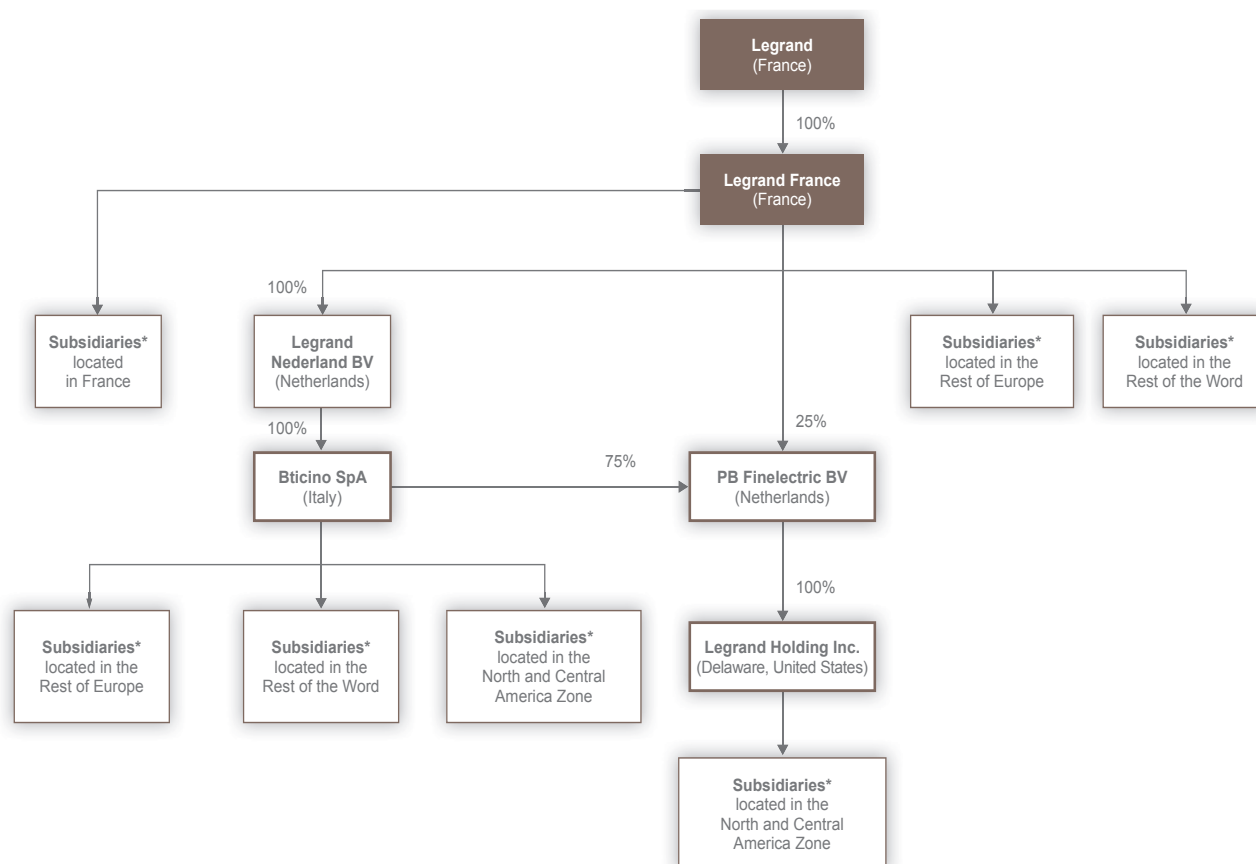 Legrand
(France)
100%
Legrand France
(France)
100%
Subsidiaries*
located
in France
Legrand
Nederland BV
(Netherlands)
Subsidiaries*
located in the
Rest of Europe
Subsidiaries*
located in the
Rest of the Word
100%
25%
Bticino SpA
(Italy)
75%
PB Finelectric BV
(Netherlands)
100%
Subsidiaries*
located in the
Rest of Europe
Subsidiaries*
located in the
Rest of the Word
Subsidiaries*
located in the
North and Central
America Zone
Legrand Holding Inc.
(Delaware, United States)
Subsidiaries*
located in the
North and Central
America Zone